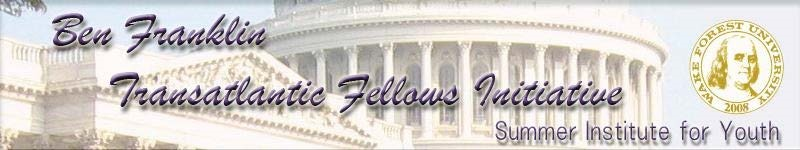 Ben Franklin
Transatlantic Fellows Initiative
Summer Institute for Youth
WAKE FOREST UNIVERSITY
2008